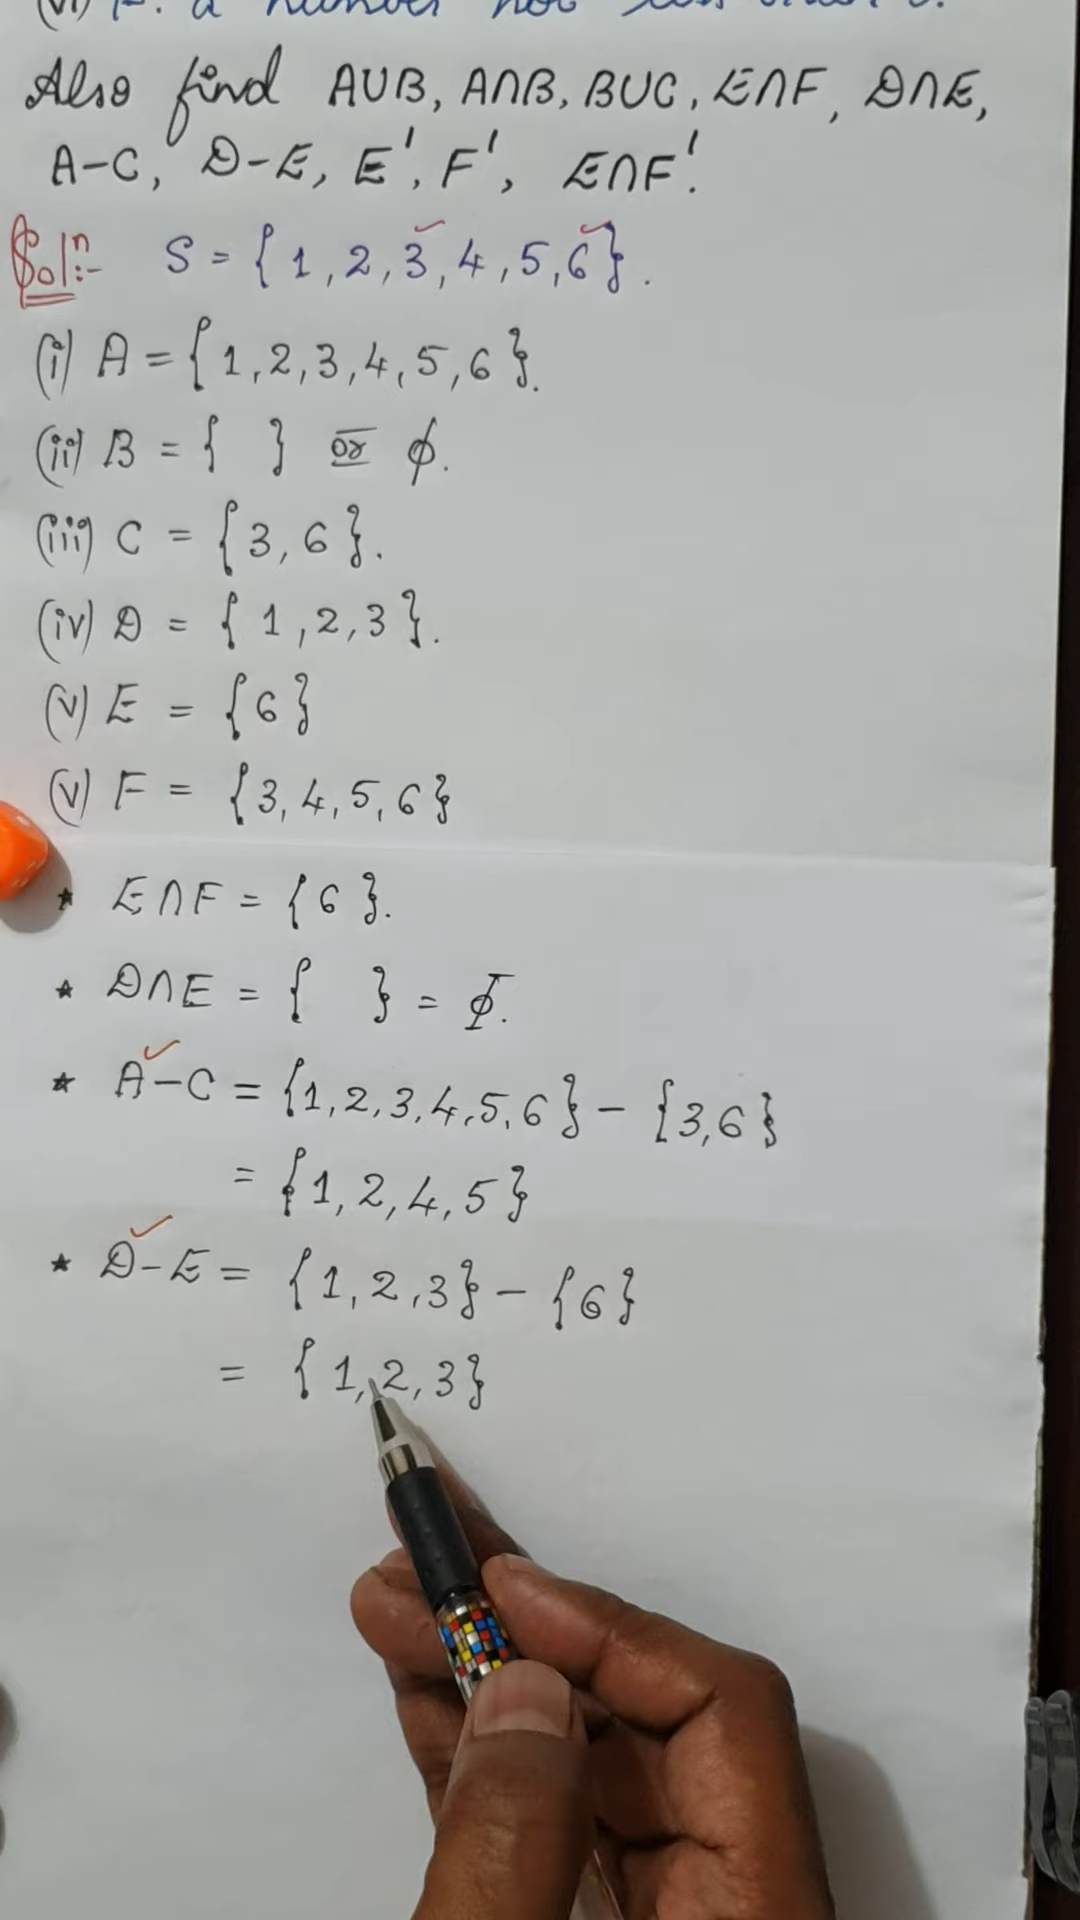 Also find A∪B, A∩B, B∪C, E∩F, D∩E,
A-C, D-E, E', F', E∩F'.
Solⁿ:- S = {1, 2, 3, 4, 5, 6}.
(i) A = {1, 2, 3, 4, 5, 6}.
(ii) B = { } or ϕ.
(iii) C = {3, 6}.
(iv) D = {1, 2, 3}.
(v) E = {6}
(v) F = {3, 4, 5, 6}
★ E∩F = {6}.
★ D∩E = { } = Φ.
★ A-C = {1, 2, 3, 4, 5, 6} - {3, 6}
= {1, 2, 4, 5}
★ D-E = {1, 2, 3} - {6}
= {1, 2, 3}